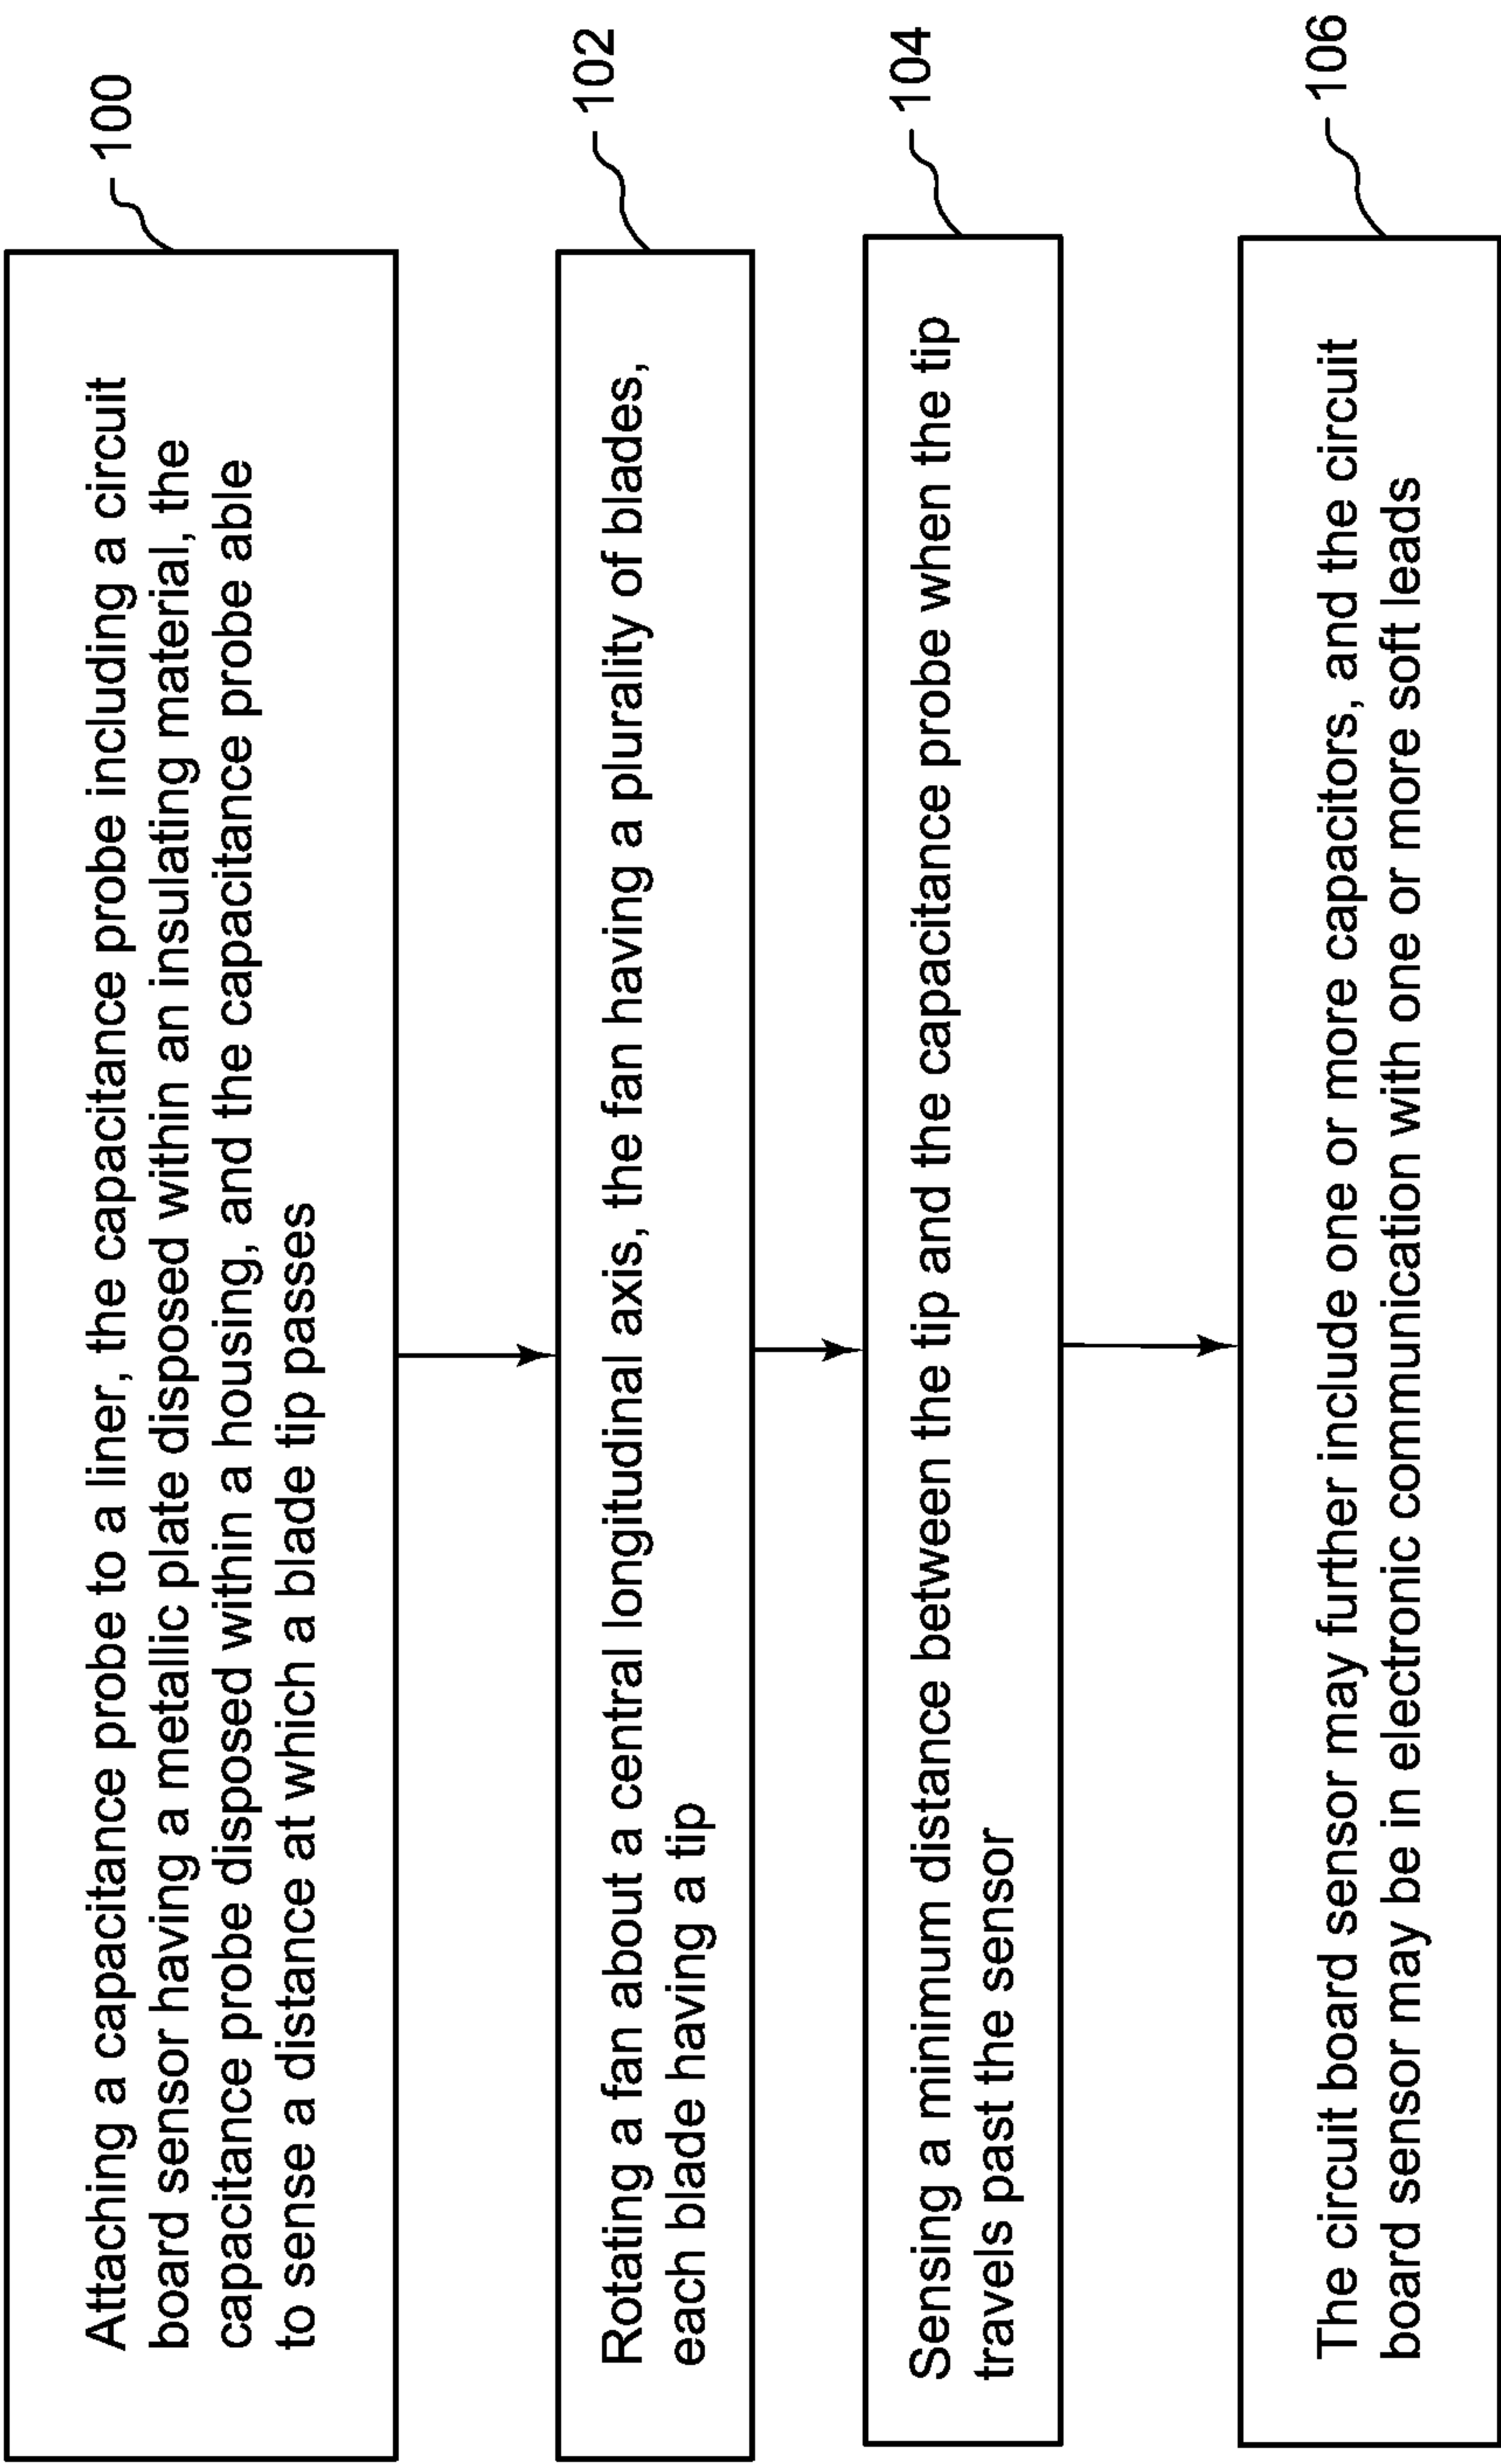 Attaching a capacitance probe to a liner, the capacitance probe including a circuit
board sensor having a metallic plate disposed within an insulating material, the
capacitance probe disposed within a housing, and the capacitance probe able
to sense a distance at which a blade tip passes
100
Rotating a fan about a central longitudinal axis, the fan having a plurality of blades,
each blade having a tip
102
Sensing a minimum distance between the tip and the capacitance probe when the tip
travels past the sensor
104
The circuit board sensor may further include one or more capacitors, and the circuit
board sensor may be in electronic communication with one or more soft leads
106